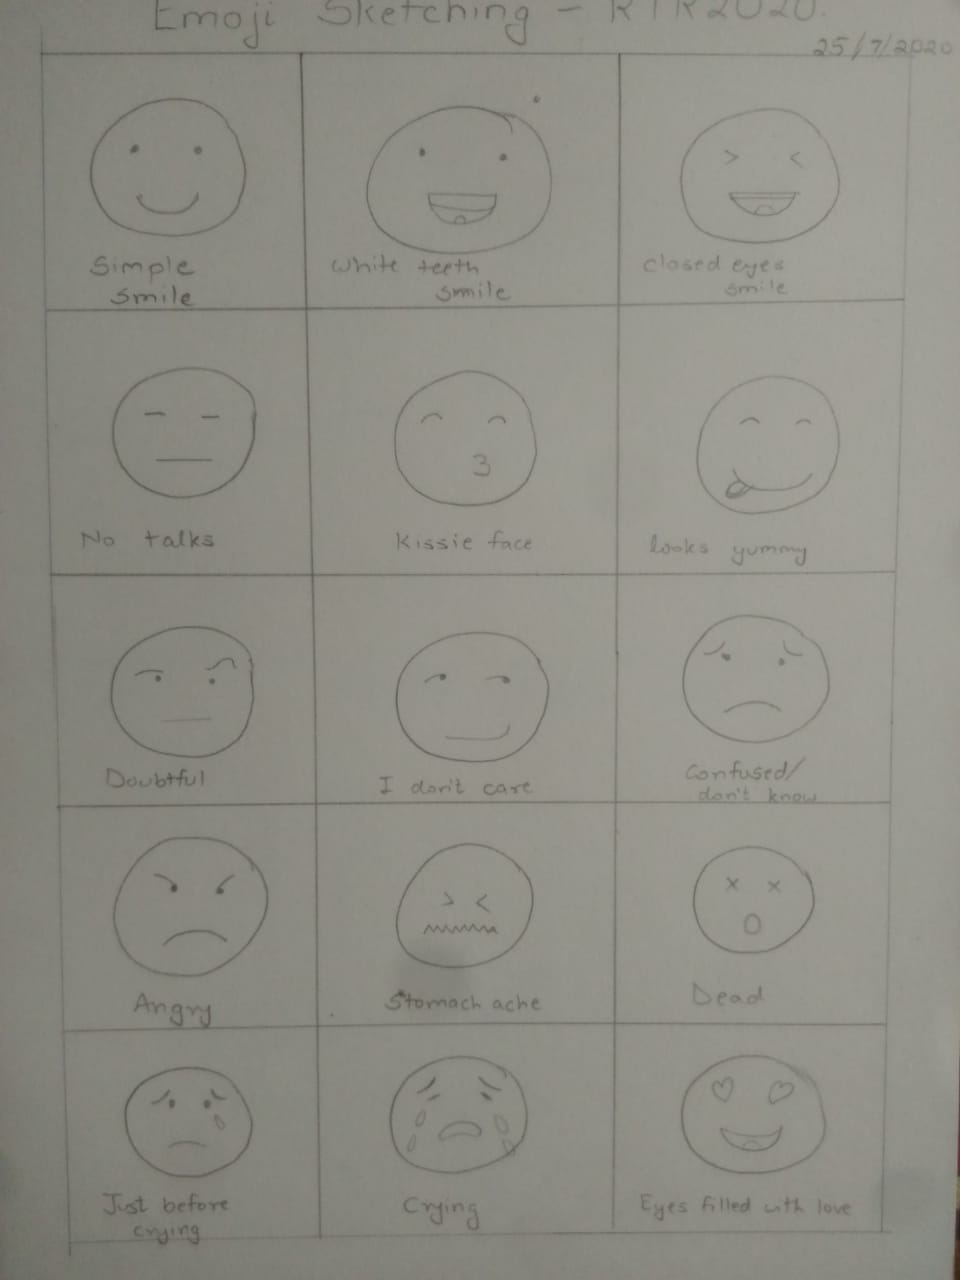 Emoji Sketching - RTR2020.
25/7/2020
Simple
smile
White teeth
smile
closed eyes
smile
No talks
Kissie face
looks yummy
Doubtful
I don't care
Confused/
don't know
Angry
Stomach ache
Dead
Just before
crying
Crying
Eyes filled with love